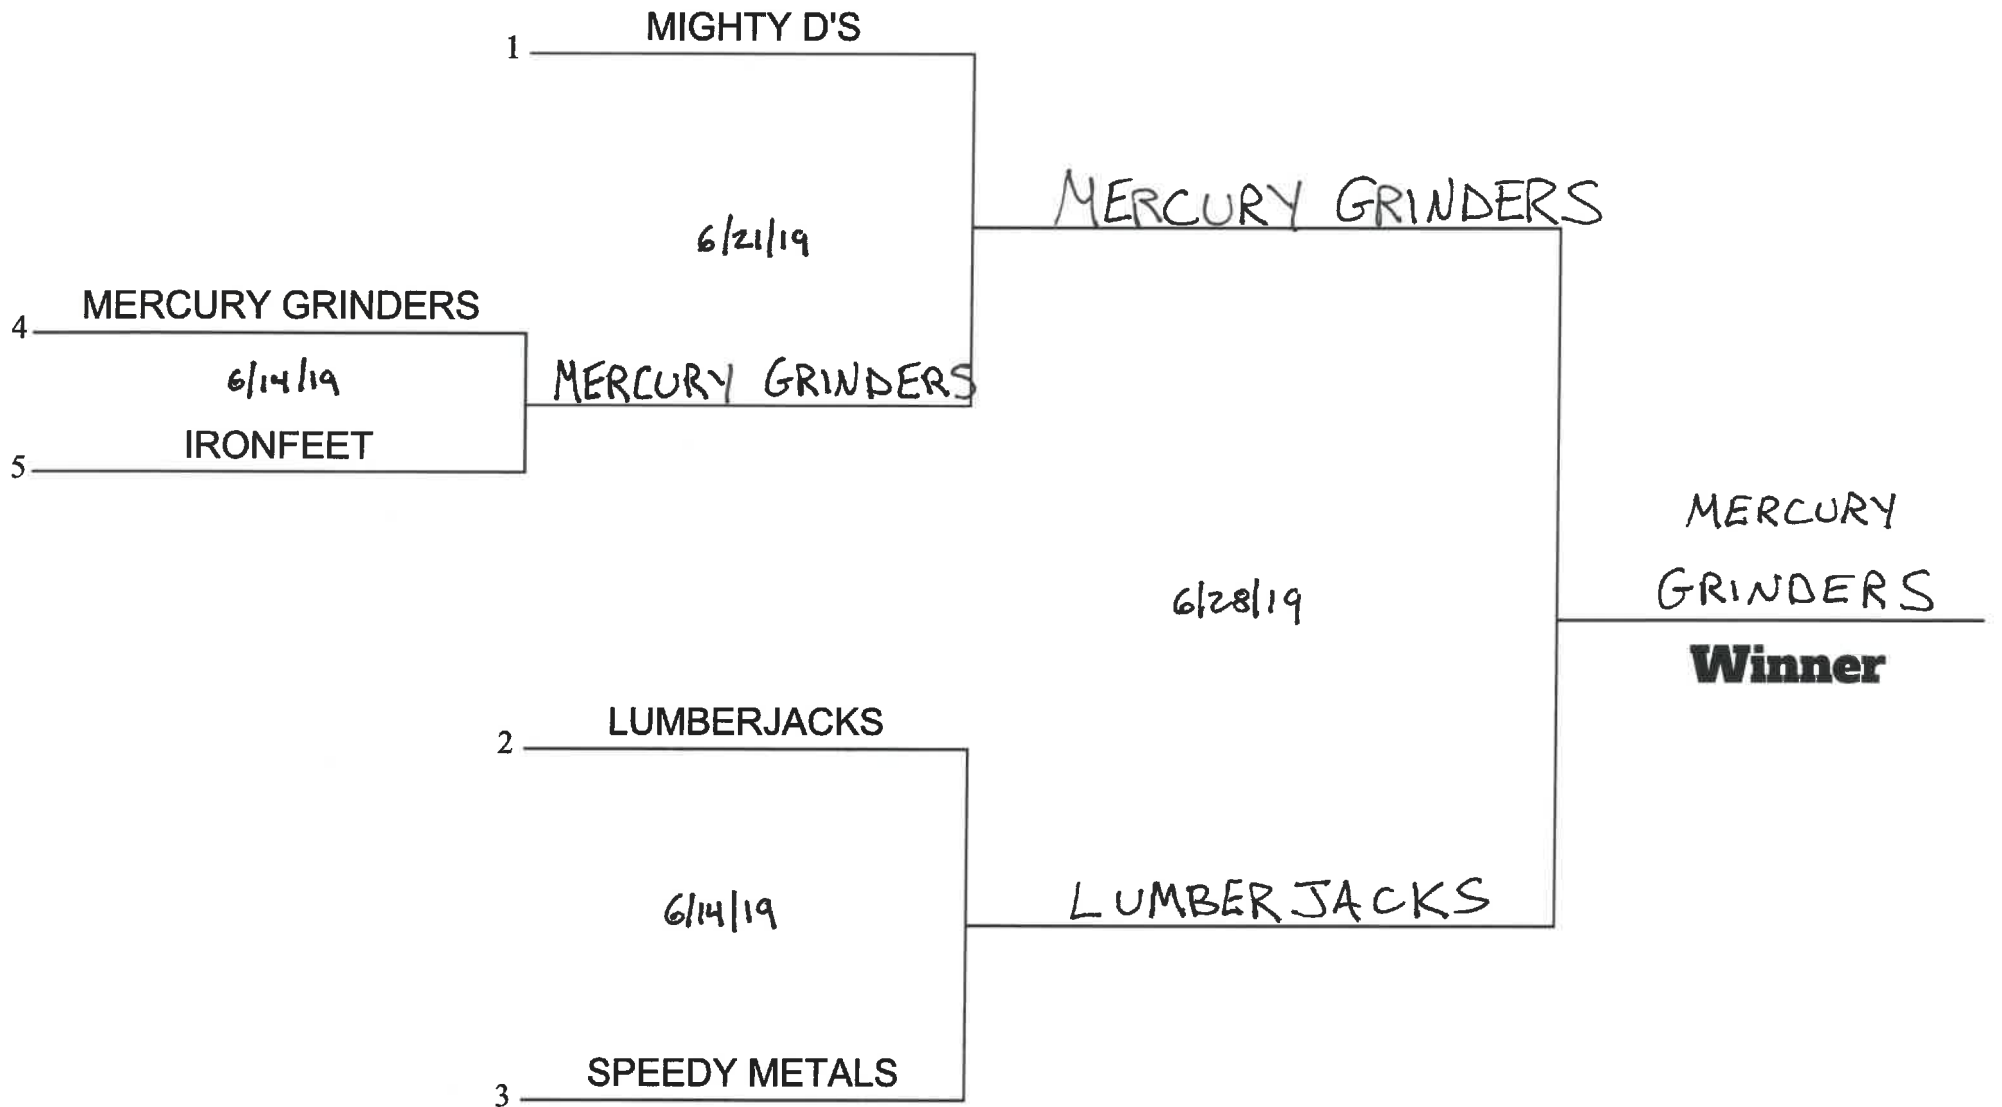 MIGHTY D'S
1
MERCURY GRINDERS
6/21/19
MERCURY GRINDERS
4
6/14/19
MERCURY GRINDERS
IRONFEET
5
MERCURY
GRINDERS
6/28/19
Winner
LUMBERJACKS
2
LUMBERJACKS
6/14/19
SPEEDY METALS
3